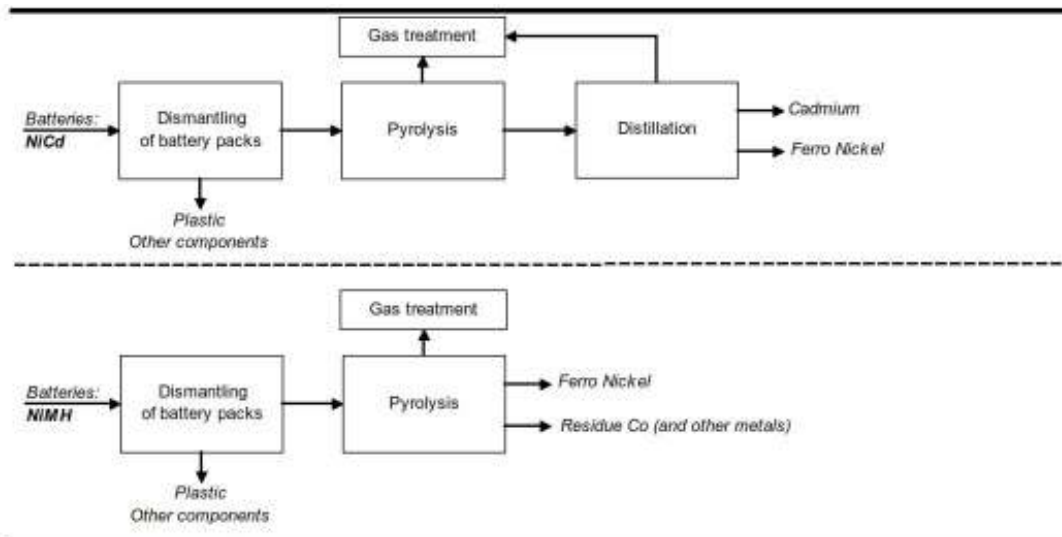 Gas treatment
Batteries:
NiCd
Dismantling
of battery packs
Pyrolysis
Distillation
Cadmium
Ferro Nickel
Plastic
Other components
Gas treatment
Batteries:
NiMH
Dismantling
of battery packs
Pyrolysis
Ferro Nickel
Residue Co (and other metals)
Plastic
Other components